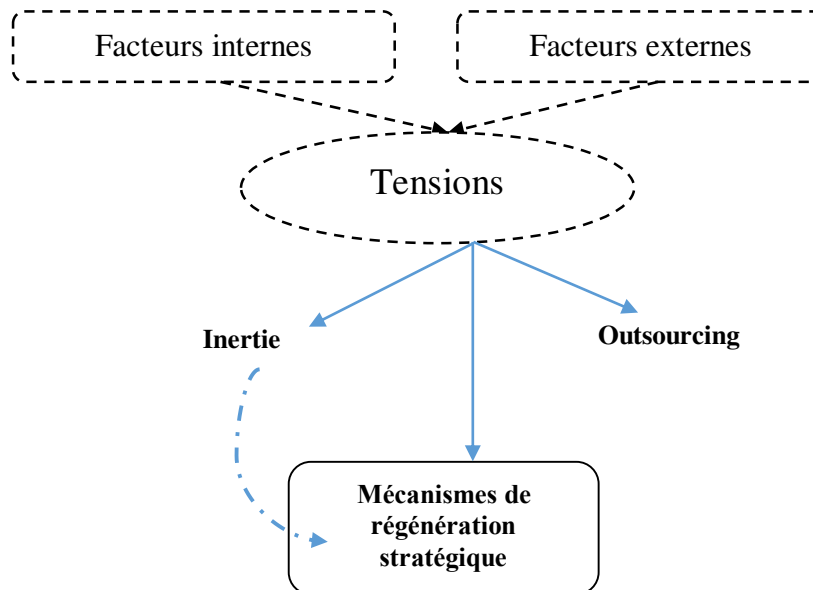 Facteurs internes
Facteurs externes
Tensions
Inertie
Outsourcing
Mécanismes de
régénération
stratégique